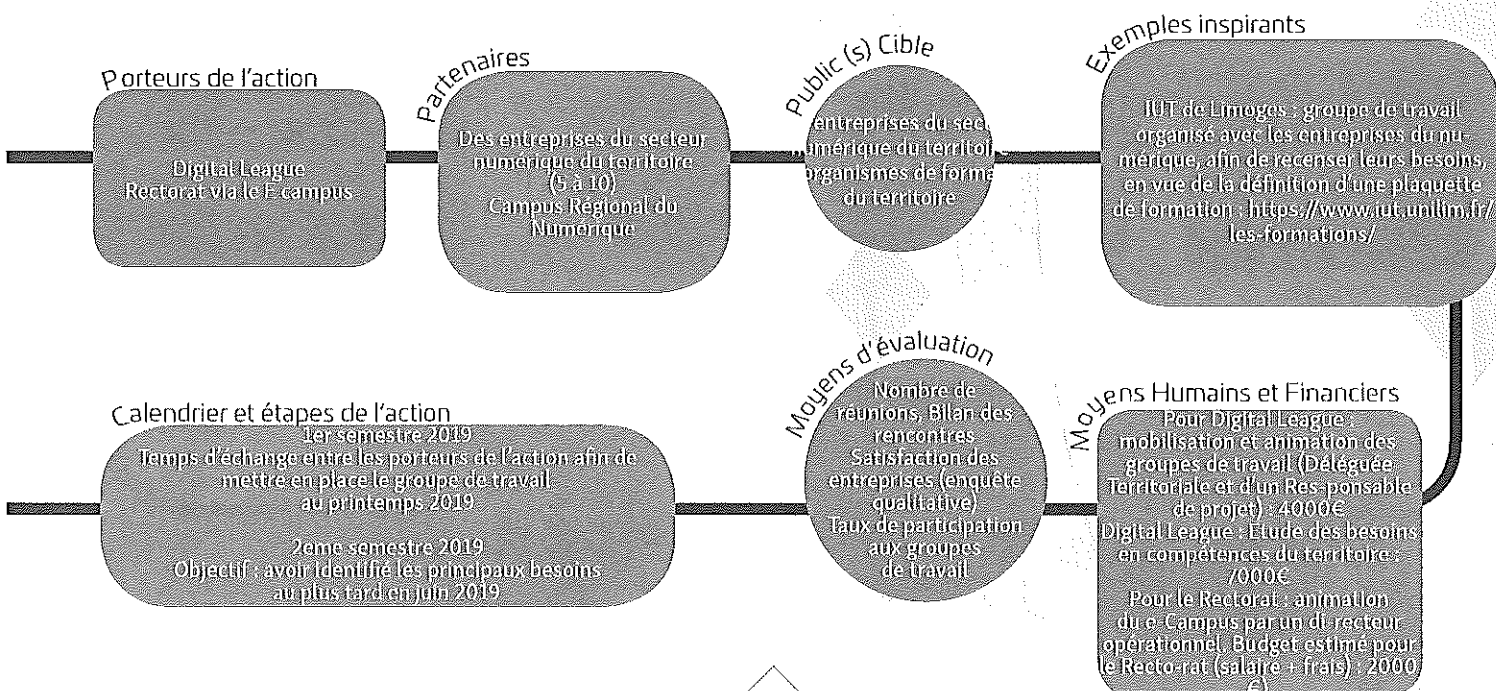 Porteurs de l'action
Digital League
Rectorat via le E campus
Partenaires
Des entreprises du secteur
numérique du territoire
(5 à 10)
Campus Régional du
Numérique
Public (s) Cible
entreprises du sect
numérique du territoire
organismes de forma
du territoire
Exemples inspirants
IUT de Limoges : groupe de travail
organisé avec les entreprises du nu-
mérique, afin de recenser leurs besoins,
en vue de la définition d'une plaquette
de formation : https://www.iut.unilim.fr/
les-formations/
Moyens Humains et Financiers
Pour Digital League :
mobilisation et animation des
groupes de travail (Déléguée
Territoriale et d'un Res-ponsable
de projet) : 4000€
Digital League : Etude des besoins
en compétences du territoire :
7000€
Pour le Rectorat : animation
du e-Campus par un di-recteur
opérationnel. Budget estimé pour
le Recto-rat (salaire + frais) : 2000
€)
Moyens d'évaluation
Nombre de
réunions, Bilan des
rencontres
Satisfaction des
entreprises (enquête
qualitative)
Taux de participation
aux groupes
de travail
Calendrier et étapes de l'action
1er semestre 2019
Temps d'échange entre les porteurs de l'action afin de
mettre en place le groupe de travail
au printemps 2019
2eme semestre 2019
Objectif : avoir identifié les principaux besoins
au plus tard en juin 2019